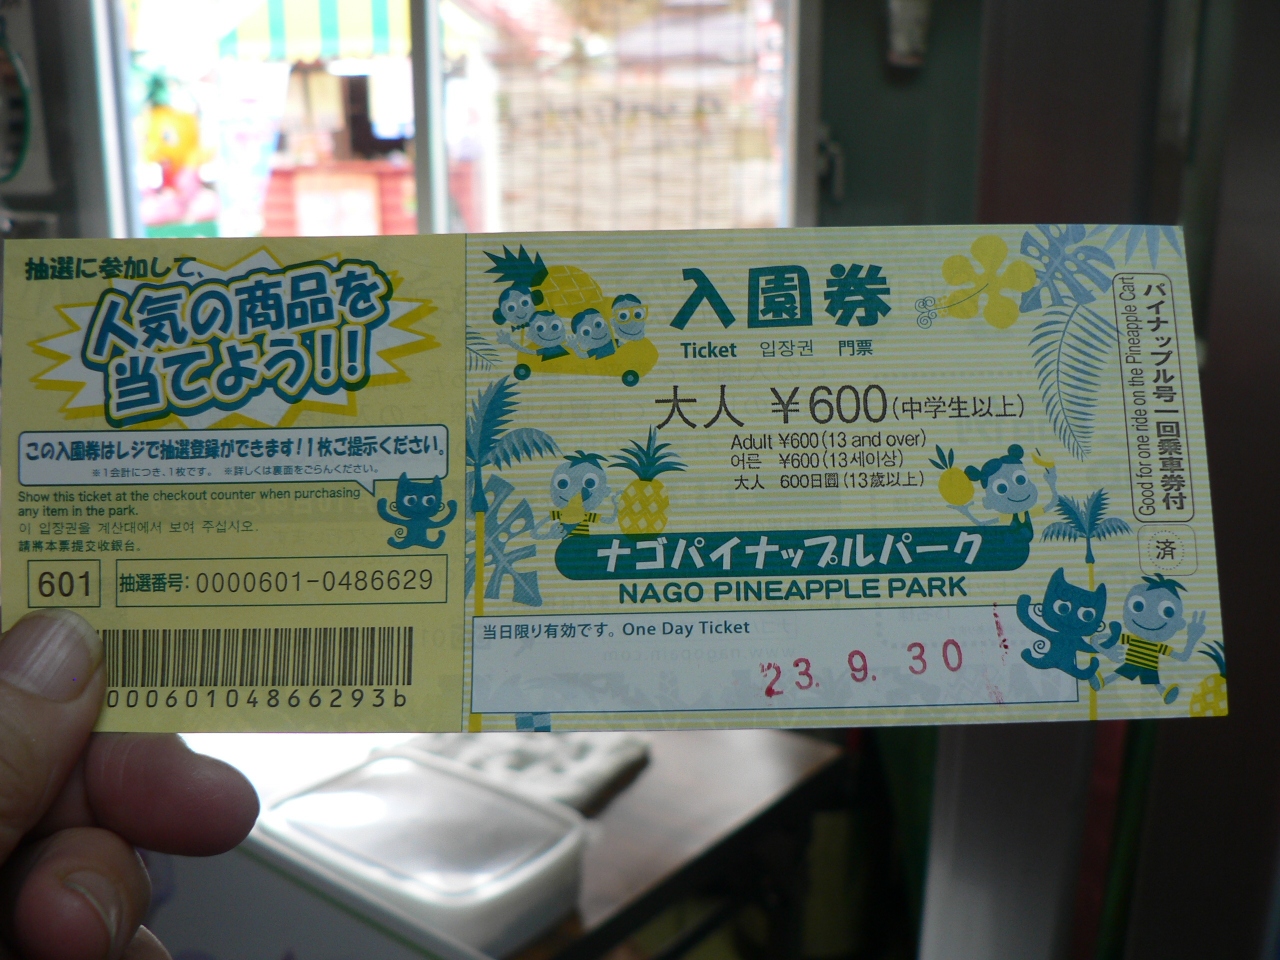 抽選に参加して、
人気の商品を
当てよう!!
この入園券はレジで抽選登録ができます!1枚ご提示ください。
※1会計につき、1枚です。 ※詳しくは裏面をごらんください。
Show this ticket at the checkout counter when purchasing
any item in the park.
이 입장권을 계산대에서 보여 주십시오.
請將本票提交收銀台。
601
抽選番号: 0000601-0486629
00060104866293b
入園券
Ticket 입장권 門票
大人 ¥600(中学生以上)
Adult ¥600(13 and over)
어른 ¥600(13세이상)
大人 600日圓(13歲以上)
ナゴパイナップルパーク
NAGO PINEAPPLE PARK
当日限り有効です。One Day Ticket
'23. 9. 30
パイナップル号一回乗車券付
Good for one ride on the Pineapple Cart
済